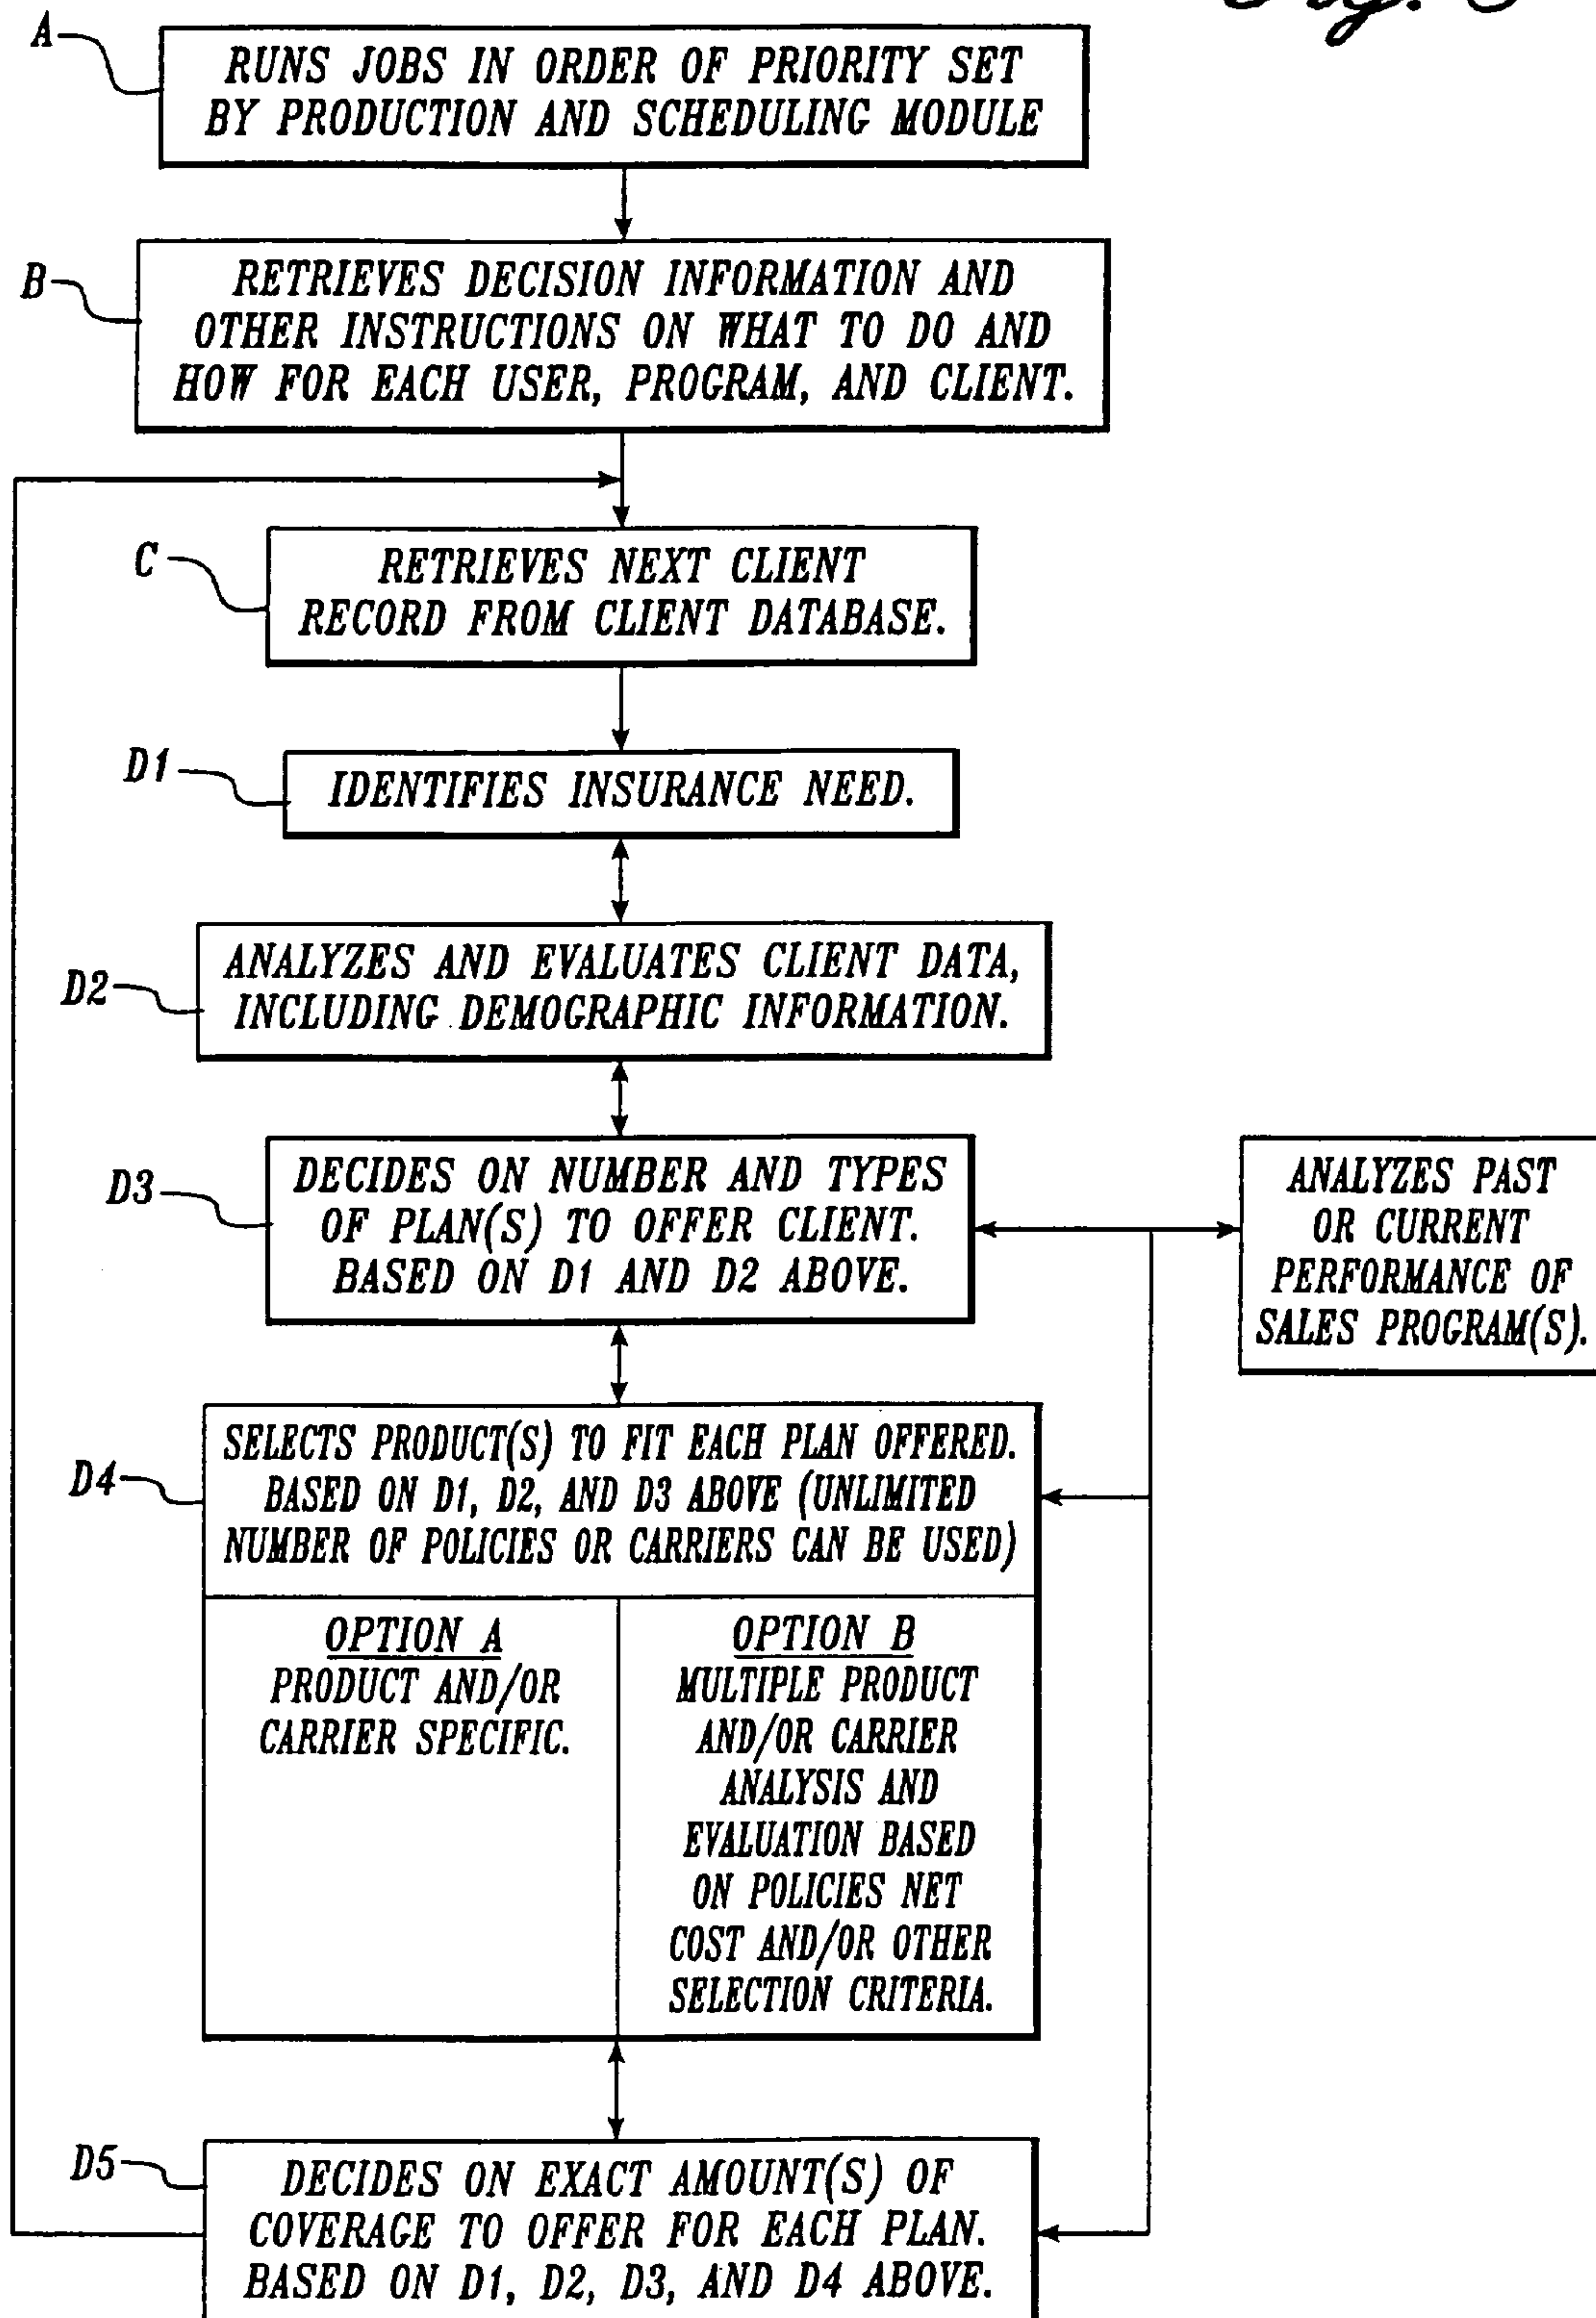 Fig.
A
RUNS JOBS IN ORDER OF PRIORITY SET
BY PRODUCTION AND SCHEDULING MODULE
B
RETRIEVES DECISION INFORMATION AND
OTHER INSTRUCTIONS ON WHAT TO DO AND
HOW FOR EACH USER, PROGRAM, AND CLIENT.
C
RETRIEVES NEXT CLIENT
RECORD FROM CLIENT DATABASE.
D1
IDENTIFIES INSURANCE NEED.
D2
ANALYZES AND EVALUATES CLIENT DATA,
INCLUDING DEMOGRAPHIC INFORMATION.
D3
DECIDES ON NUMBER AND TYPES
OF PLAN(S) TO OFFER CLIENT.
BASED ON D1 AND D2 ABOVE.
ANALYZES PAST
OR CURRENT
PERFORMANCE OF
SALES PROGRAM(S).
D4
SELECTS PRODUCT(S) TO FIT EACH PLAN OFFERED.
BASED ON D1, D2, AND D3 ABOVE (UNLIMITED
NUMBER OF POLICIES OR CARRIERS CAN BE USED)
OPTION A
PRODUCT AND/OR
CARRIER SPECIFIC.
OPTION B
MULTIPLE PRODUCT
AND/OR CARRIER
ANALYSIS AND
EVALUATION BASED
ON POLICIES NET
COST AND/OR OTHER
SELECTION CRITERIA.
D5
DECIDES ON EXACT AMOUNT(S) OF
COVERAGE TO OFFER FOR EACH PLAN.
BASED ON D1, D2, D3, AND D4 ABOVE.